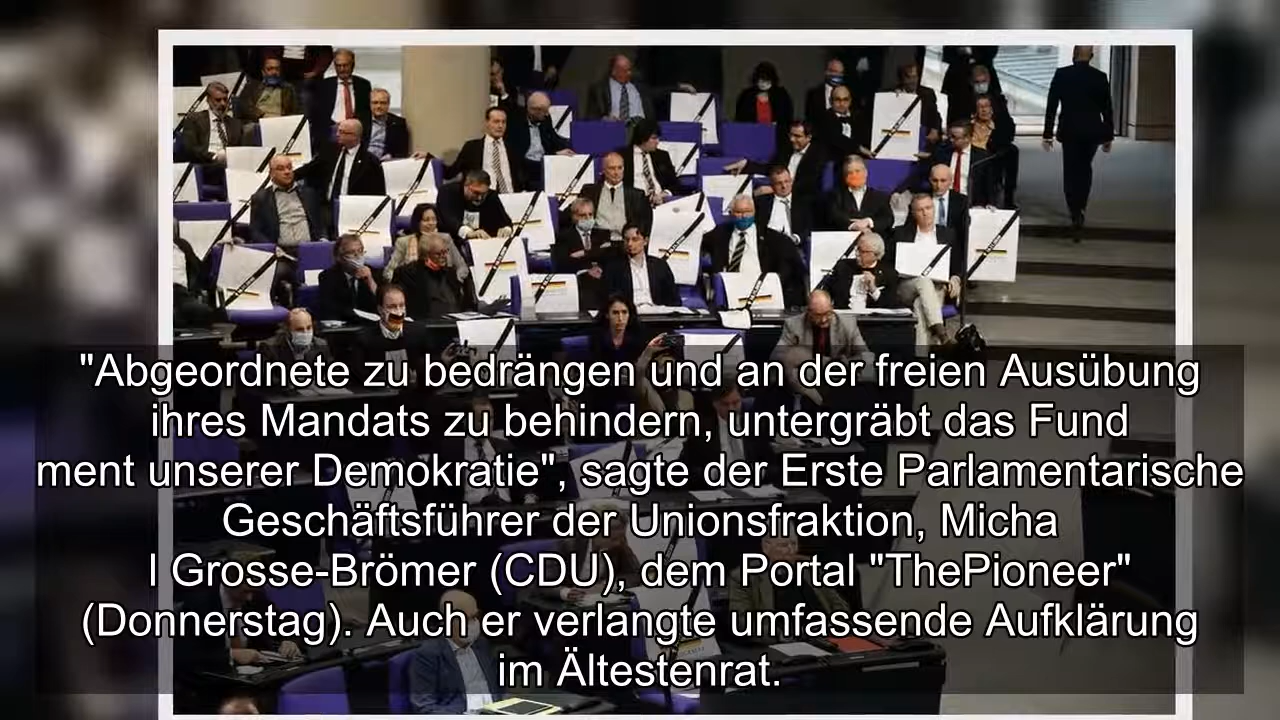 "Abgeordnete zu bedrängen und an der freien Ausübung
ihres Mandats zu behindern, untergräbt das Fund
ment unserer Demokratie", sagte der Erste Parlamentarische
Geschäftsführer der Unionsfraktion, Micha
l Grosse-Brömer (CDU), dem Portal "ThePioneer"
(Donnerstag). Auch er verlangte umfassende Aufklärung
im Ältestenrat.